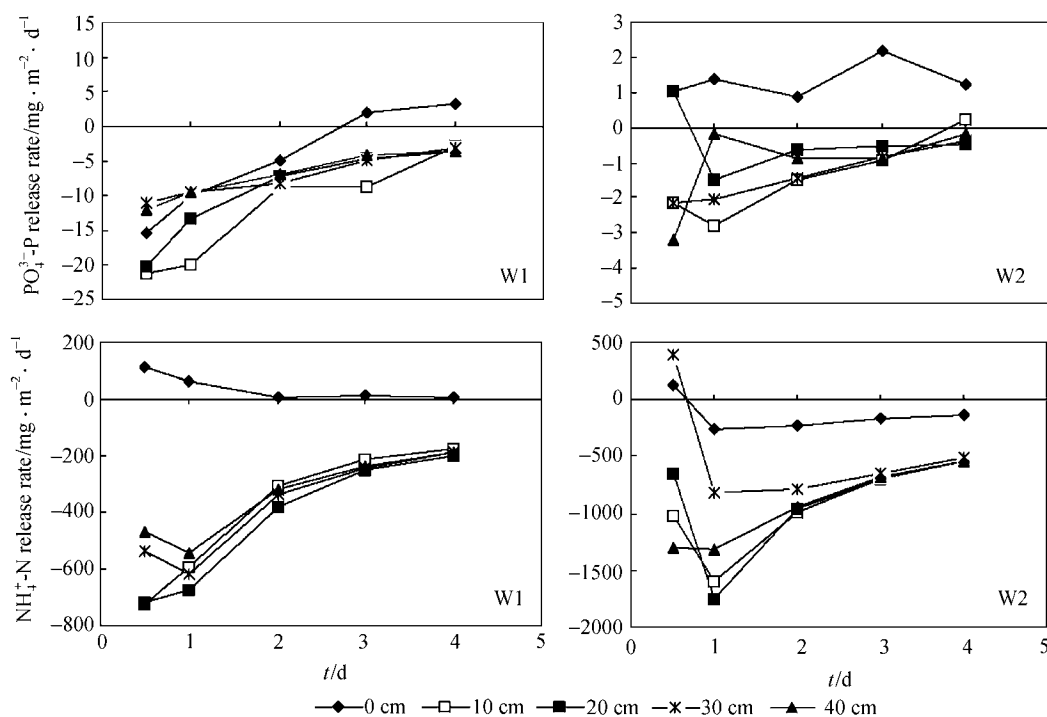 PO₄³⁻-P release rate/mg · m⁻² · d⁻¹
15
10
5
0
−5
−10
−15
−20
−25
W1
3
2
1
0
−1
−2
−3
−4
−5
W2
NH₄⁺-N release rate/mg · m⁻² · d⁻¹
200
0
−200
−400
−600
−800
W1
0 1 2 3 4 5
t/d
500
0
−500
−1000
−1500
−2000
W2
0 1 2 3 4 5
t/d
0 cm 10 cm 20 cm 30 cm 40 cm